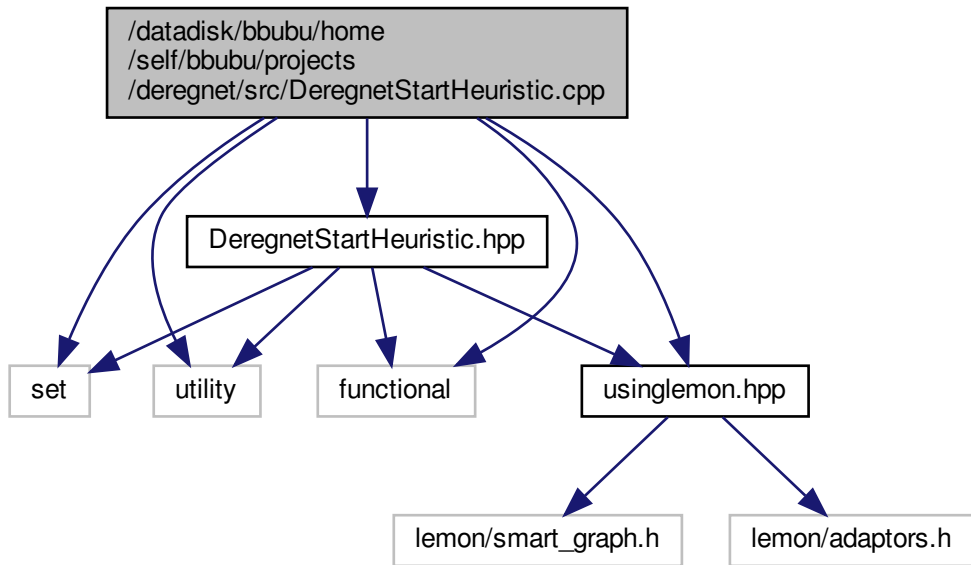 /datadisk/bbubu/home
/self/bbubu/projects
/deregnet/src/DeregnetStartHeuristic.cpp
DeregnetStartHeuristic.hpp
set
utility
functional
usinglemon.hpp
lemon/smart_graph.h
lemon/adaptors.h